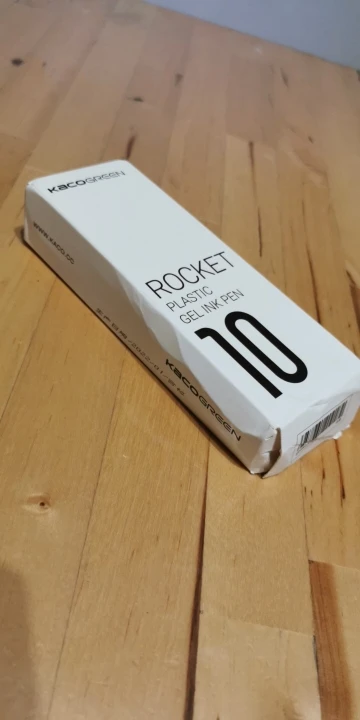 KACOGREEN
ROCKET
PLASTIC
GEL INK PEN
10
WWW.KACO.CC
KACOGREEN